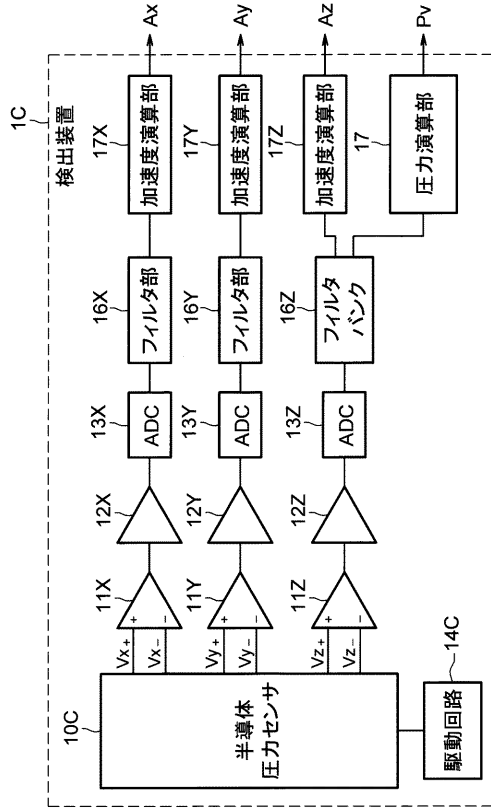 1C
検出装置
10C
半導体
圧力センサ
Vx+
Vx-
Vy+
Vy-
Vz+
Vz-
11X
+
-
12X
13X
ADC
16X
フィルタ部
17X
加速度演算部
Ax
11Y
+
-
12Y
13Y
ADC
16Y
フィルタ部
17Y
加速度演算部
Ay
11Z
+
-
12Z
13Z
ADC
16Z
フィルタ
バンク
17Z
加速度演算部
Az
17
圧力演算部
Pv
14C
駆動回路